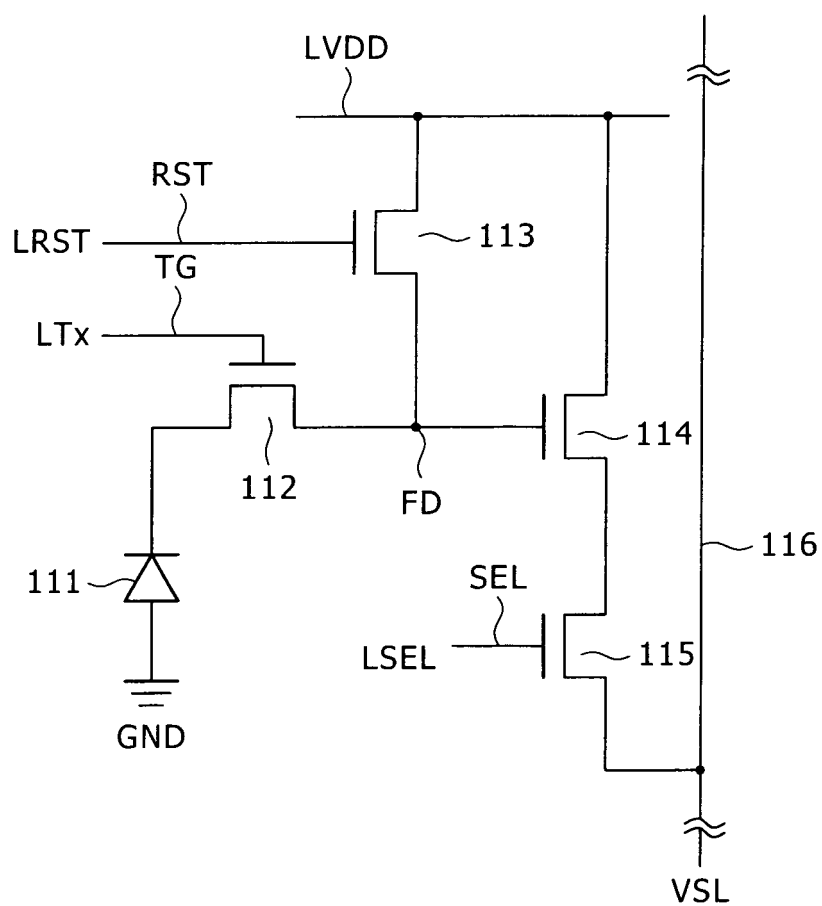 LVDD
RST
LRST
113
TG
LTx
114
112
FD
116
SEL
111
LSEL
115
GND
VSL